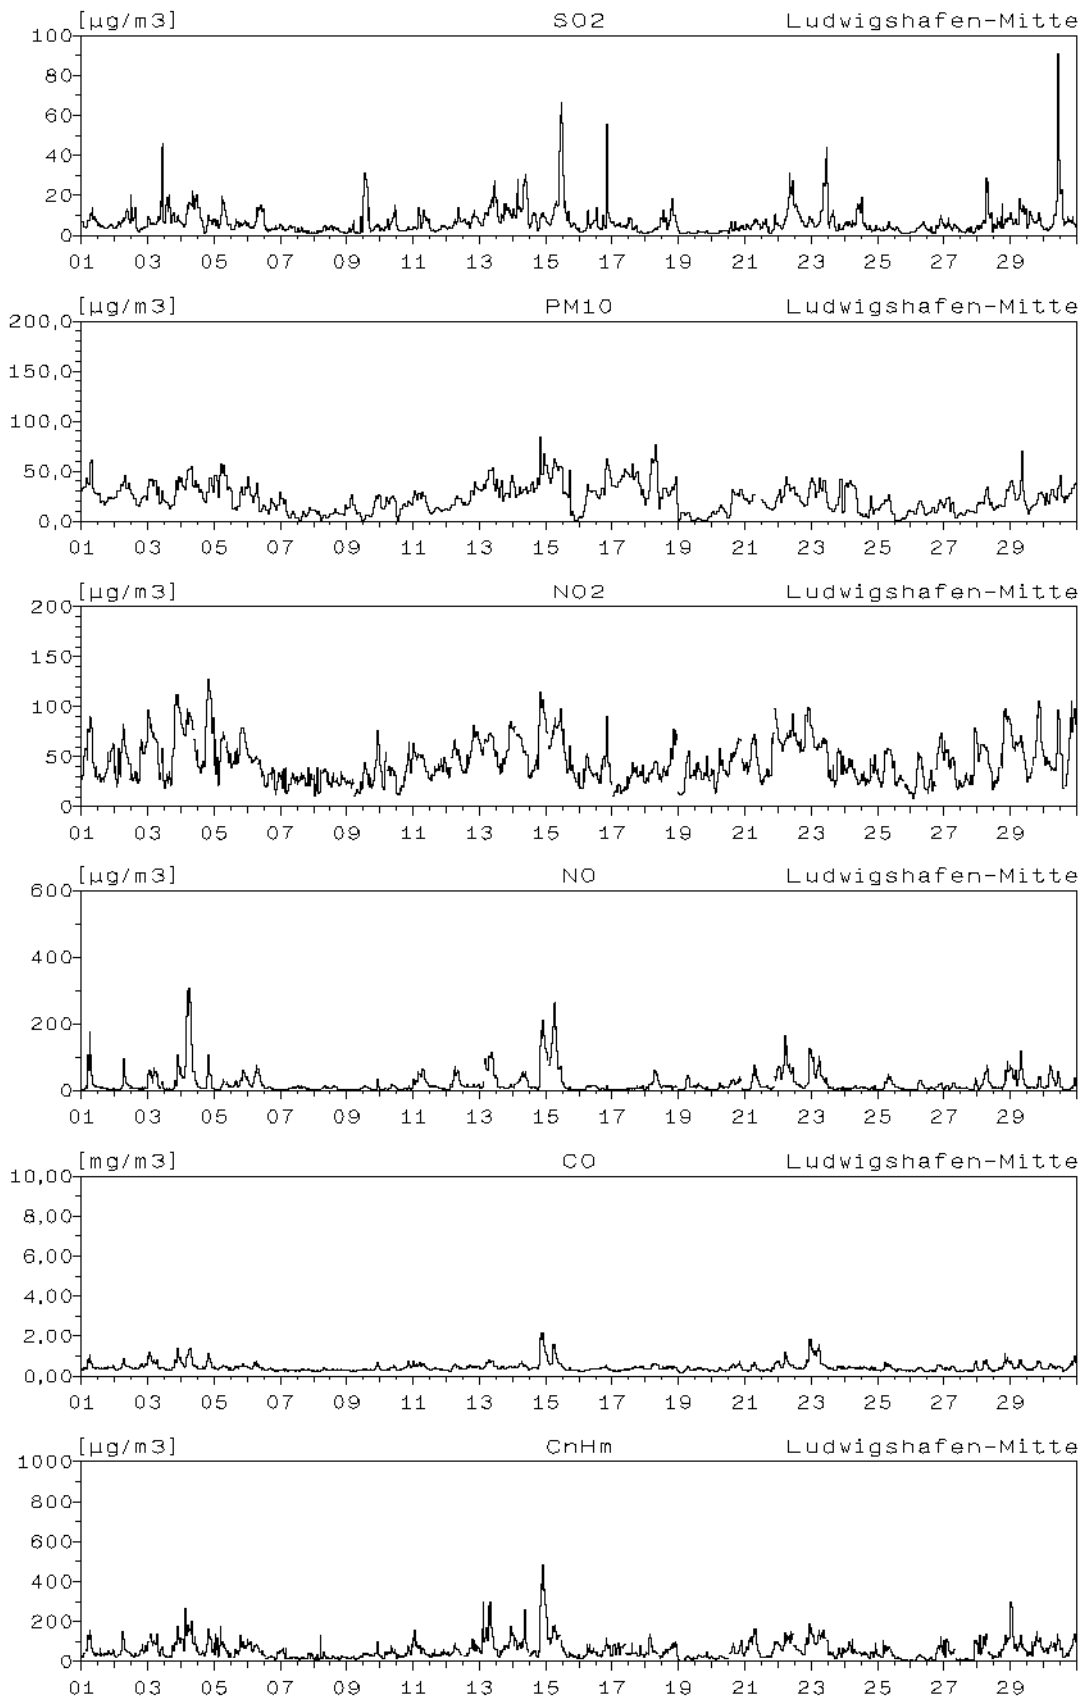 [µg/m3] SO2 Ludwigshafen-Mitte
100
80
60
40
20
0
01 03 05 07 09 11 13 15 17 19 21 23 25 27 29
[µg/m3] PM10 Ludwigshafen-Mitte
200,0
150,0
100,0
50,0
0,0
01 03 05 07 09 11 13 15 17 19 21 23 25 27 29
[µg/m3] NO2 Ludwigshafen-Mitte
200
150
100
50
0
01 03 05 07 09 11 13 15 17 19 21 23 25 27 29
[µg/m3] NO Ludwigshafen-Mitte
600
400
200
0
01 03 05 07 09 11 13 15 17 19 21 23 25 27 29
[mg/m3] CO Ludwigshafen-Mitte
10,00
8,00
6,00
4,00
2,00
0,00
01 03 05 07 09 11 13 15 17 19 21 23 25 27 29
[µg/m3] CnHm Ludwigshafen-Mitte
1000
800
600
400
200
0
01 03 05 07 09 11 13 15 17 19 21 23 25 27 29